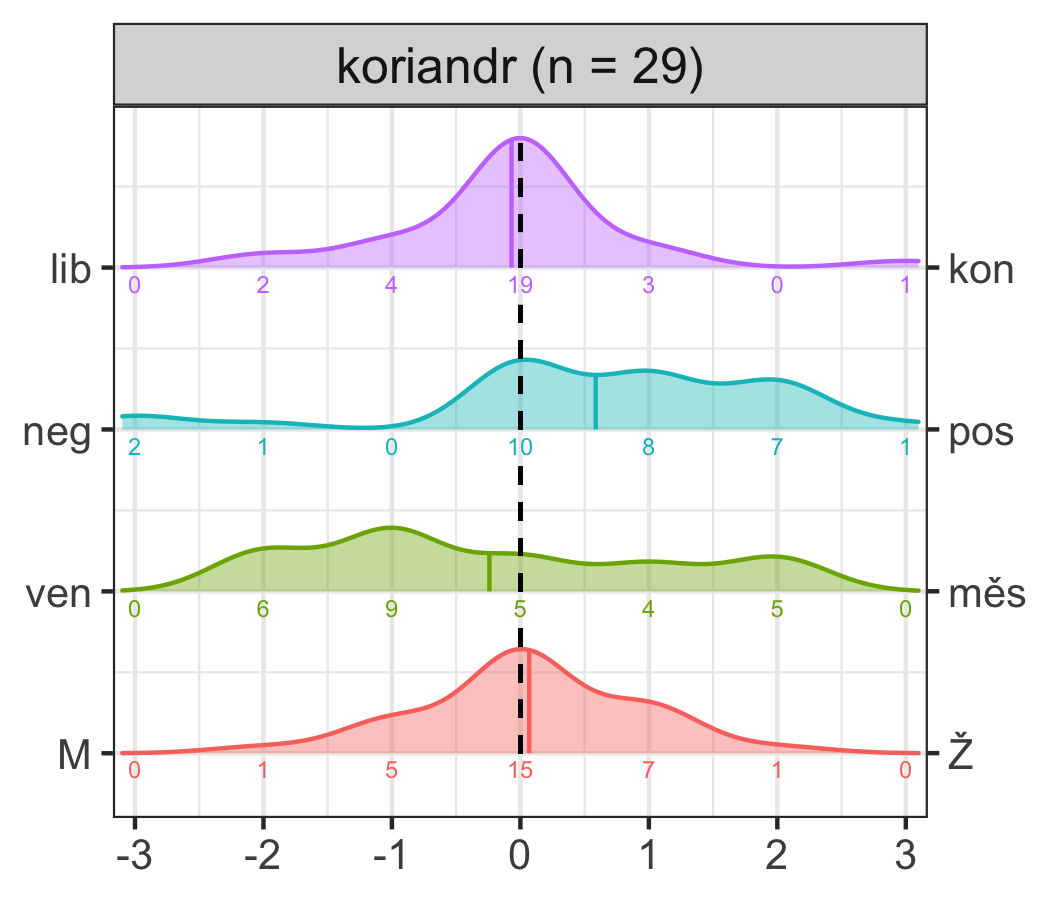 koriandr (n = 29)
lib kon
0 2 4 19 3 0 1
neg pos
2 1 0 10 8 7 1
ven měs
0 6 9 5 4 5 0
M Ž
0 1 5 15 7 1 0
-3 -2 -1 0 1 2 3